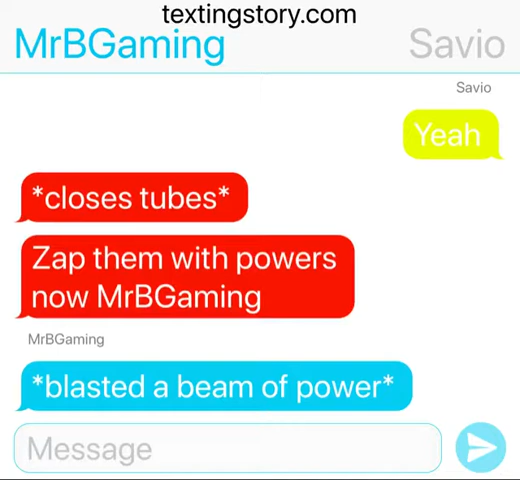 textingstory.com
MrBGaming Savio
Savio
Yeah
*closes tubes*
Zap them with powers
now MrBGaming
MrBGaming
*blasted a beam of power*
Message